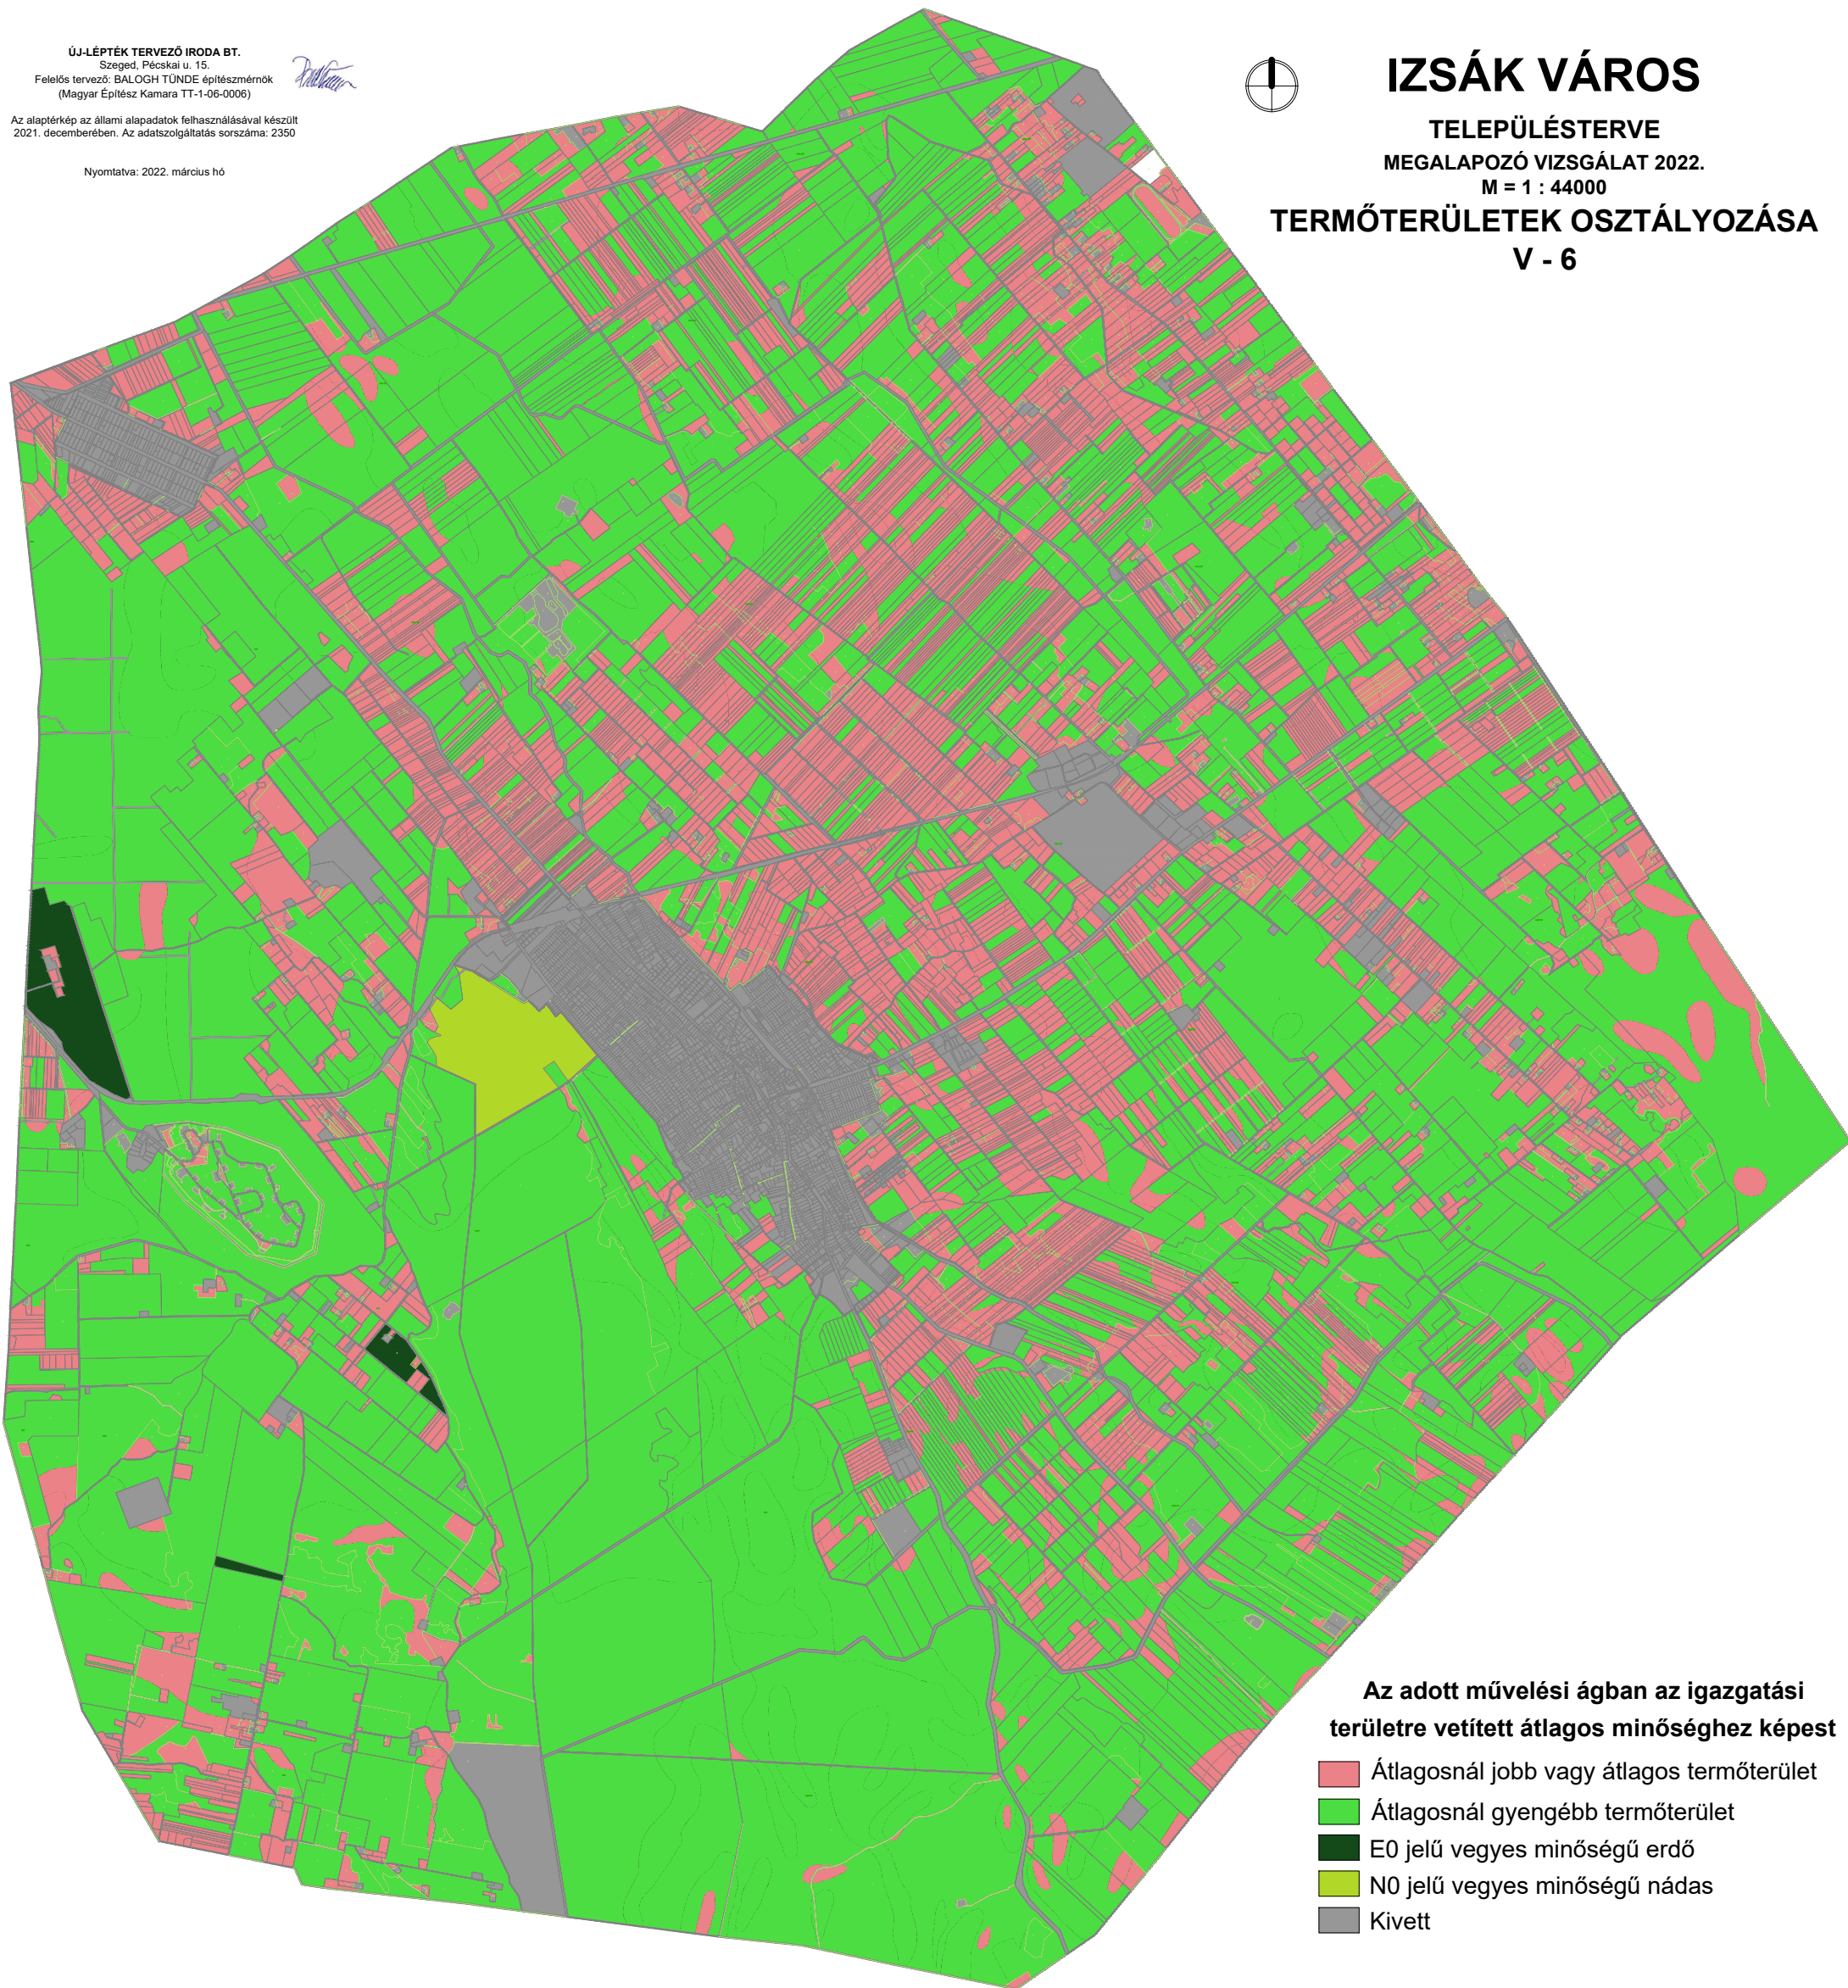 ÚJ-LÉPTÉK TERVEZŐ IRODA BT.
Szeged, Pécskai u. 15.
Felelős tervező: BALOGH TÜNDE építészmérnök
(Magyar Építész Kamara TT-1-06-0006)
Az alaptérkép az állami alapadatok felhasználásával készült
2021. decemberében. Az adatszolgáltatás sorszáma: 2350
Nyomtatva: 2022. március hó
IZSÁK VÁROS
TELEPÜLÉSTERVE
MEGALAPOZÓ VIZSGÁLAT 2022.
M = 1 : 44000
TERMŐTERÜLETEK OSZTÁLYOZÁSA
V - 6
Az adott művelési ágban az igazgatási
területre vetített átlagos minőséghez képest
Átlagosnál jobb vagy átlagos termőterület
Átlagosnál gyengébb termőterület
E0 jelű vegyes minőségű erdő
N0 jelű vegyes minőségű nádas
Kivett